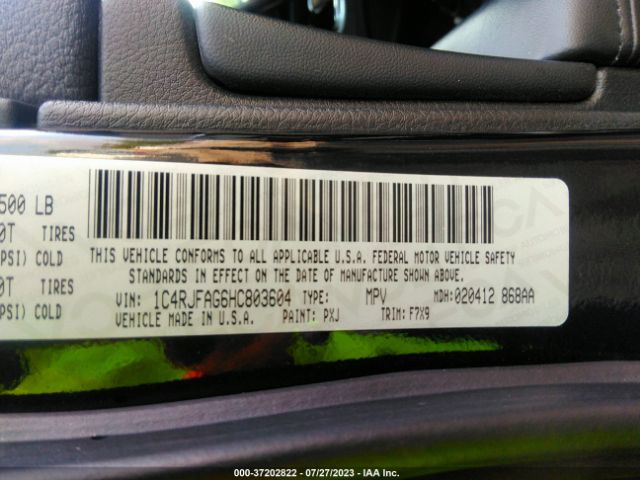 500 LB
0T TIRES
PSI) COLD
0T TIRES
PSI) COLD
THIS VEHICLE CONFORMS TO ALL APPLICABLE U.S.A. FEDERAL MOTOR VEHICLE SAFETY
STANDARDS IN EFFECT ON THE DATE OF MANUFACTURE SHOWN ABOVE.
VIN: 1C4RJFAG6HC803604 TYPE: MPV MDH:020412 868AA
VEHICLE MADE IN U.S.A. PAINT: PXJ TRIM: F7X9
000-37202822 - 07/27/2023 - IAA Inc.